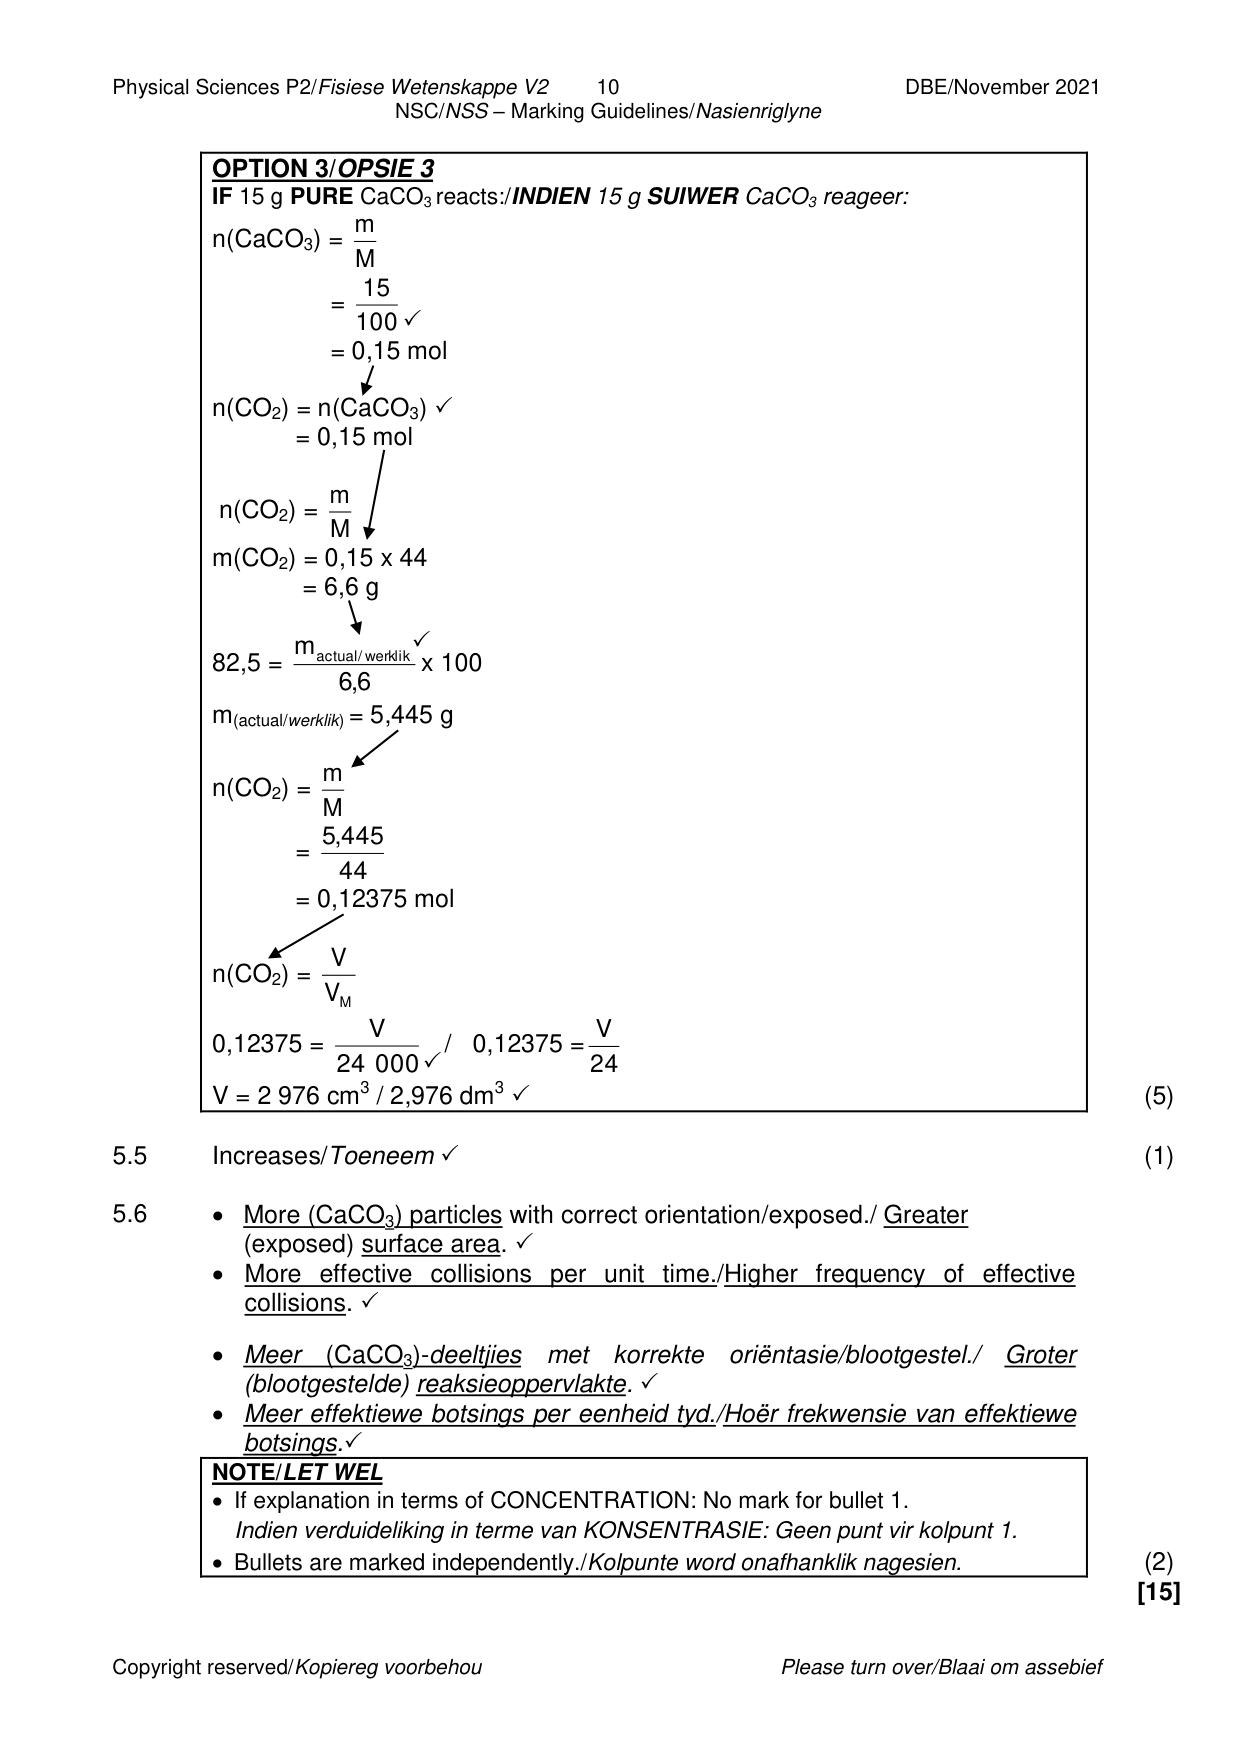 Physical Sciences P2/Fisiese Wetenskappe V2 10 DBE/November 2021
NSC/NSS – Marking Guidelines/Nasienriglyne
OPTION 3/OPSIE 3
IF 15 g PURE CaCO₃ reacts:/INDIEN 15 g SUIWER CaCO₃ reageer:
n(CaCO₃) = m/M
= 15/100 ✓
= 0,15 mol
n(CO₂) = n(CaCO₃) ✓
= 0,15 mol
n(CO₂) = m/M
m(CO₂) = 0,15 x 44
= 6,6 g
82,5 = m actual/werklik ✓/6,6 x 100
m(actual/werklik) = 5,445 g
n(CO₂) = m/M
= 5,445/44
= 0,12375 mol
n(CO₂) = V/V_M
0,12375 = V/24 000 ✓ / 0,12375 = V/24
V = 2 976 cm³ / 2,976 dm³ ✓ (5)
5.5 Increases/Toeneem ✓ (1)
5.6 • More (CaCO₃) particles with correct orientation/exposed./ Greater
(exposed) surface area. ✓
• More effective collisions per unit time./Higher frequency of effective
collisions. ✓
• Meer (CaCO₃)-deeltjies met korrekte oriëntasie/blootgestel./ Groter
(blootgestelde) reaksieoppervlakte. ✓
• Meer effektiewe botsings per eenheid tyd./Hoër frekwensie van effektiewe
botsings.✓
NOTE/LET WEL
• If explanation in terms of CONCENTRATION: No mark for bullet 1.
Indien verduideliking in terme van KONSENTRASIE: Geen punt vir kolpunt 1.
• Bullets are marked independently./Kolpunte word onafhanklik nagesien. (2)
[15]
Copyright reserved/Kopiereg voorbehou Please turn over/Blaai om assebief